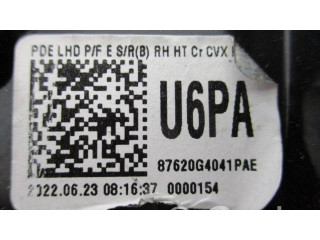 PDE LHD P/F E S/R(B) RH HT Cr CVX
U6PA
87620G4041PAE
2022.06.23 08:16:37 0000154